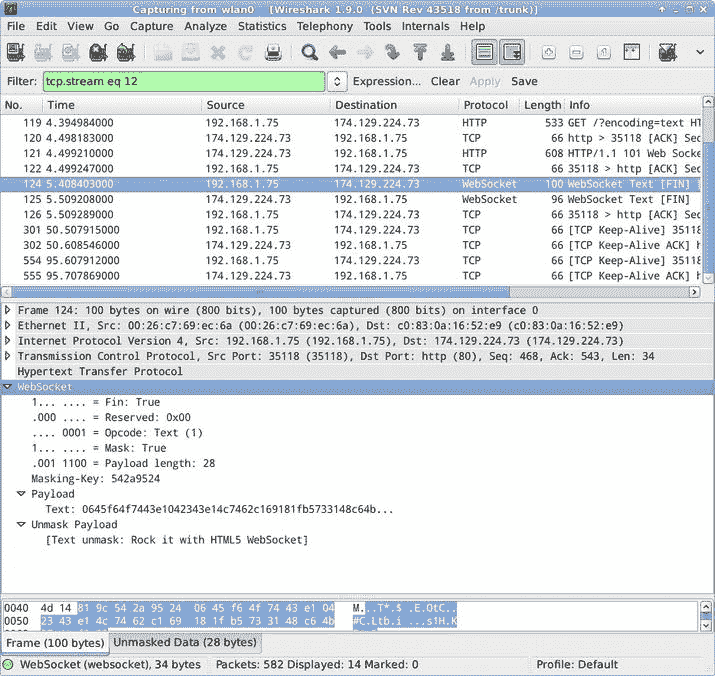 Capturing from wlan0 [Wireshark 1.9.0 (SVN Rev 43518 from /trunk)]
File Edit View Go Capture Analyze Statistics Telephony Tools Internals Help
Filter: tcp.stream eq 12 Expression... Clear Apply Save
No. Time Source Destination Protocol Length Info
119 4.394984000 192.168.1.75 174.129.224.73 HTTP 533 GET /?encoding=text HT
120 4.498183000 174.129.224.73 192.168.1.75 TCP 66 http > 35118 [ACK] Seq
121 4.499210000 174.129.224.73 192.168.1.75 HTTP 608 HTTP/1.1 101 Web Socke
122 4.499247000 192.168.1.75 174.129.224.73 TCP 66 35118 > http [ACK] Seq
124 5.408403000 192.168.1.75 174.129.224.73 WebSocket 100 WebSocket Text [FIN] [
125 5.509208000 174.129.224.73 192.168.1.75 WebSocket 96 WebSocket Text [FIN]
126 5.509289000 192.168.1.75 174.129.224.73 TCP 66 35118 > http [ACK] Seq
301 50.507915000 192.168.1.75 174.129.224.73 TCP 66 [TCP Keep-Alive] 35118
302 50.608546000 174.129.224.73 192.168.1.75 TCP 66 [TCP Keep-Alive ACK] h
554 95.607912000 192.168.1.75 174.129.224.73 TCP 66 [TCP Keep-Alive] 35118
555 95.707869000 174.129.224.73 192.168.1.75 TCP 66 [TCP Keep-Alive ACK] h
Frame 124: 100 bytes on wire (800 bits), 100 bytes captured (800 bits) on interface 0
Ethernet II, Src: 00:26:c7:69:ec:6a (00:26:c7:69:ec:6a), Dst: c0:83:0a:16:52:e9 (c0:83:0a:16:52:e9)
Internet Protocol Version 4, Src: 192.168.1.75 (192.168.1.75), Dst: 174.129.224.73 (174.129.224.73)
Transmission Control Protocol, Src Port: 35118 (35118), Dst Port: http (80), Seq: 468, Ack: 543, Len: 34
Hypertext Transfer Protocol
WebSocket
1... .... = Fin: True
.000 .... = Reserved: 0x00
.... 0001 = Opcode: Text (1)
1... .... = Mask: True
.001 1100 = Payload length: 28
Masking-Key: 542a9524
Payload
Text: 0645f64f7443e1042343e14c7462c169181fb5733148c64b...
Unmask Payload
[Text unmask: Rock it with HTML5 WebSocket]
0040 4d 14 81 9c 54 2a 95 24 06 45 f6 4f 74 43 e1 04 M...T*.$ .E.OtC..
0050 23 43 e1 4c 74 62 c1 69 18 1f b5 73 31 48 c6 4b #C.Ltb.i ...s1H.K
Frame (100 bytes) Unmasked Data (28 bytes)
WebSocket (websocket), 34 bytes Packets: 582 Displayed: 14 Marked: 0 Profile: Default